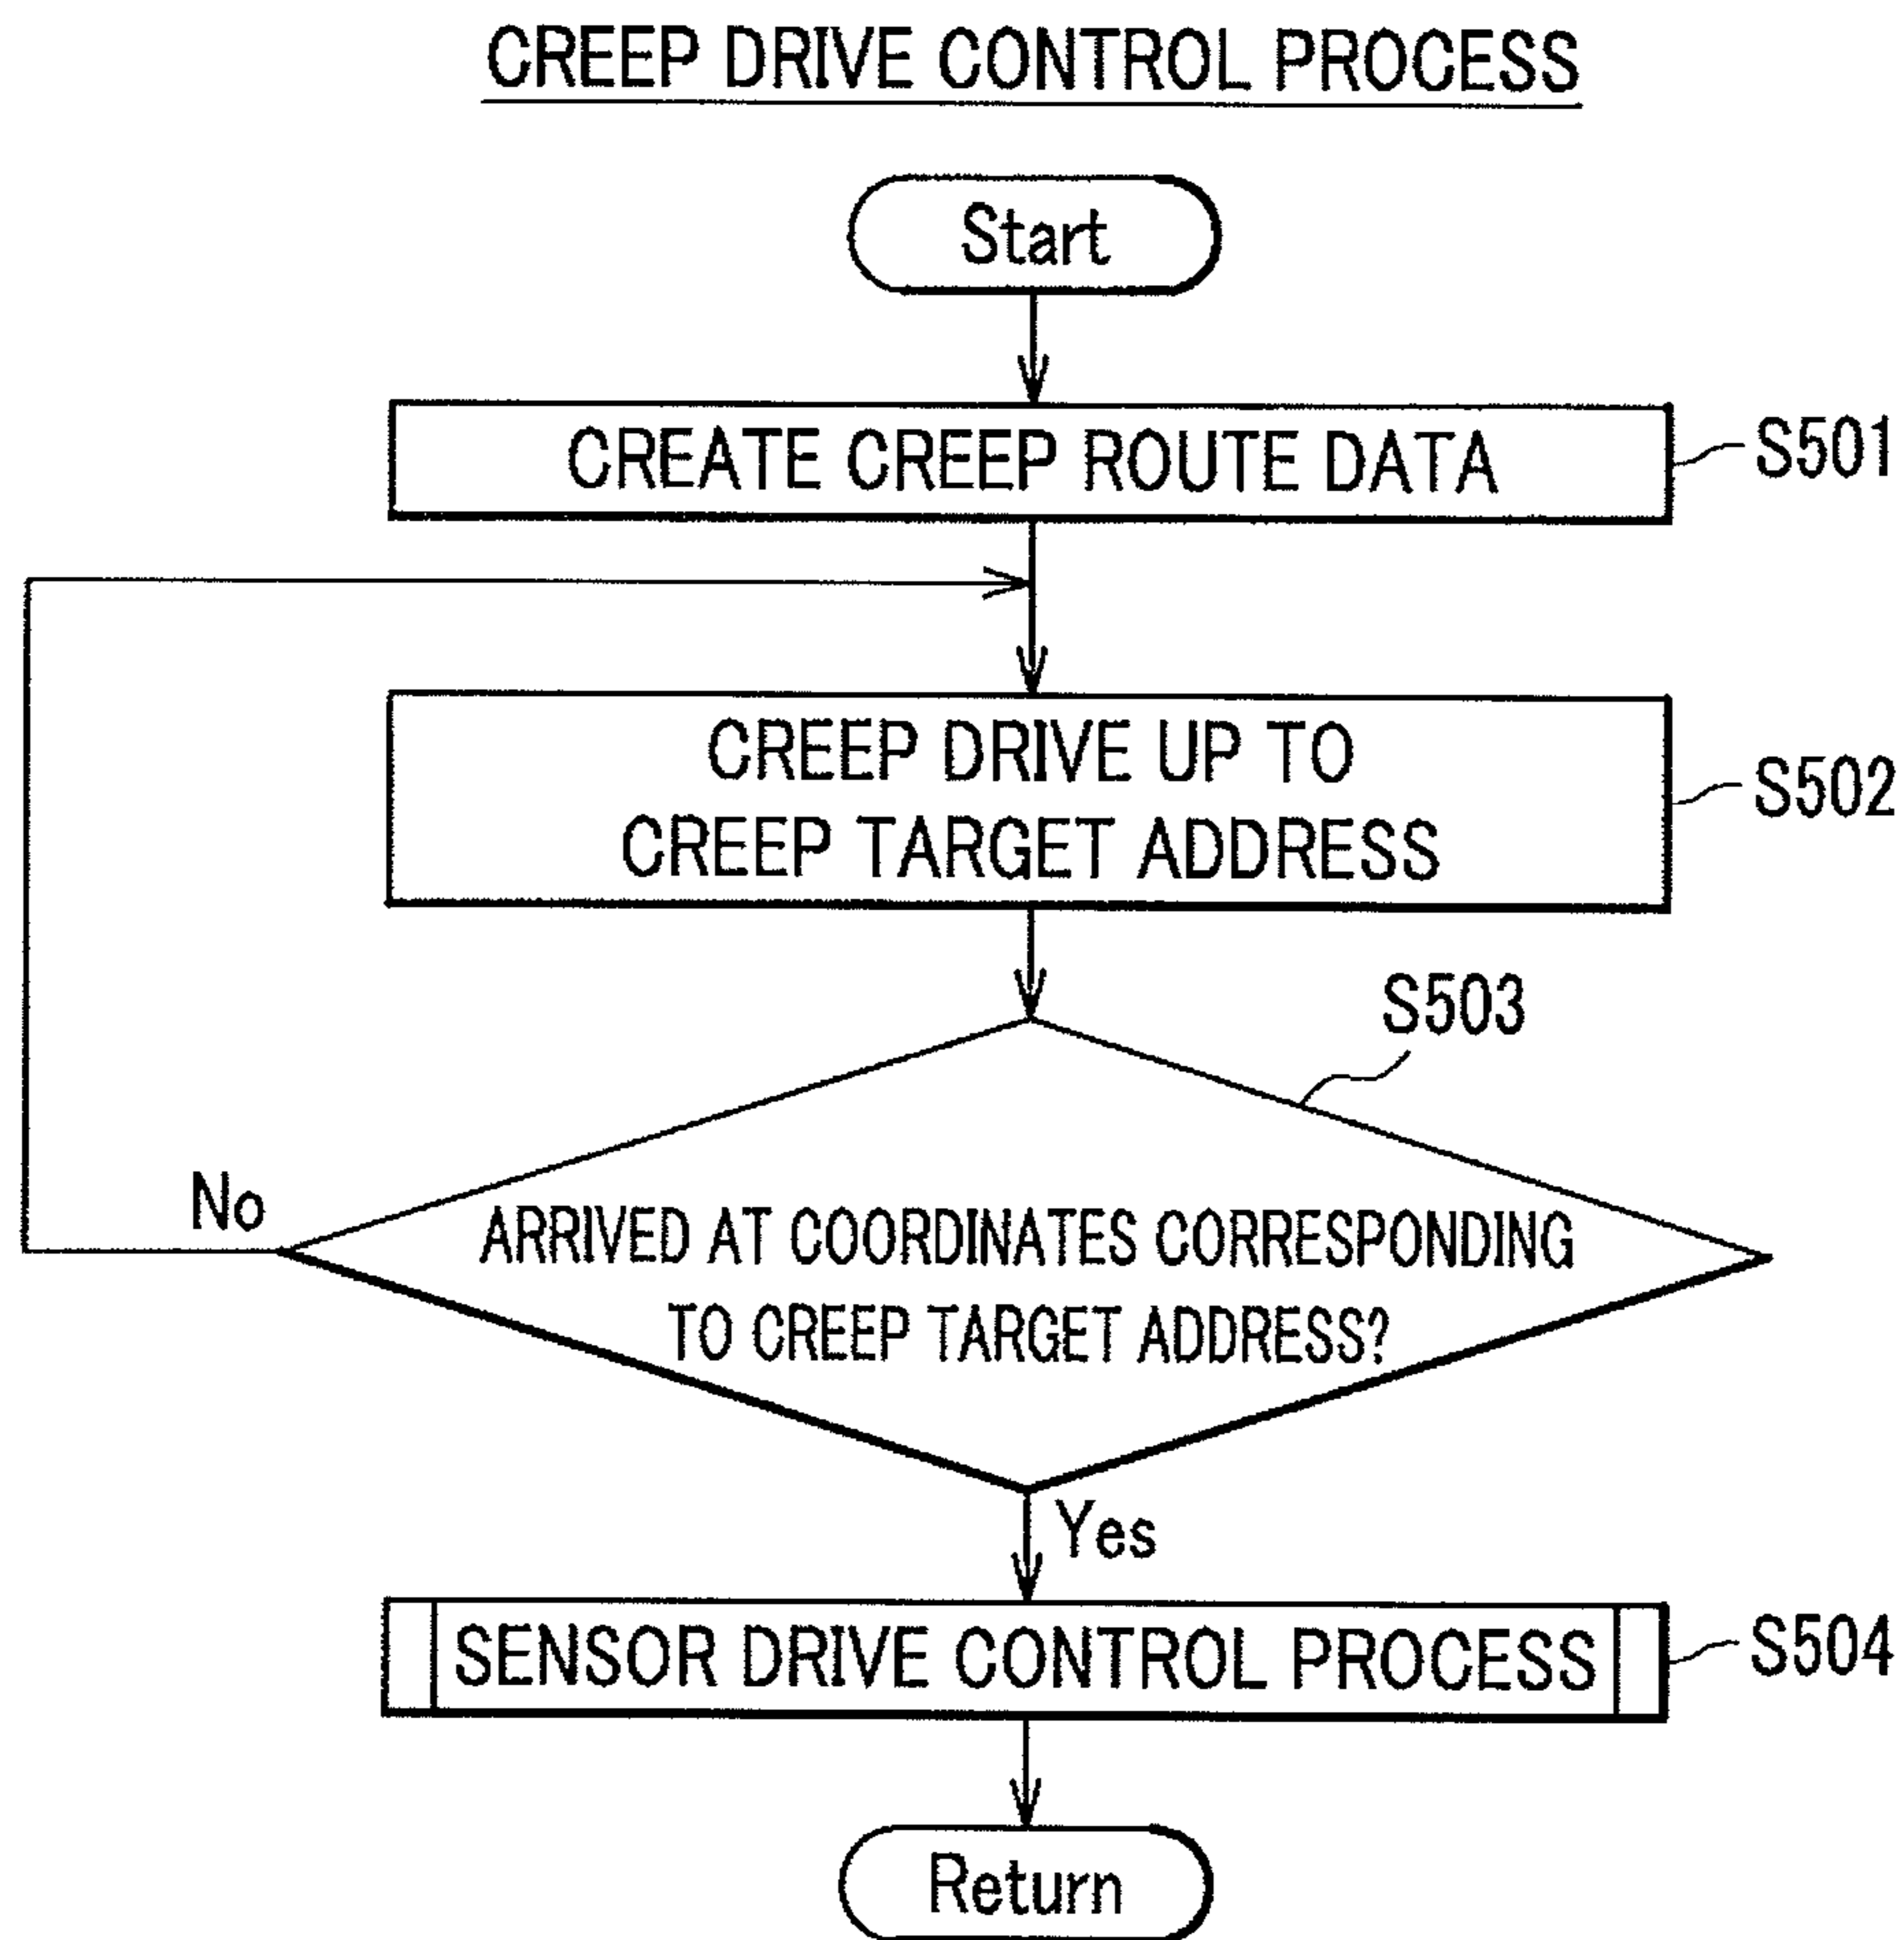 CREEP DRIVE CONTROL PROCESS
Start
CREATE CREEP ROUTE DATA
S501
CREEP DRIVE UP TO
CREEP TARGET ADDRESS
S502
S503
No
ARRIVED AT COORDINATES CORRESPONDING
TO CREEP TARGET ADDRESS?
Yes
SENSOR DRIVE CONTROL PROCESS
S504
Return